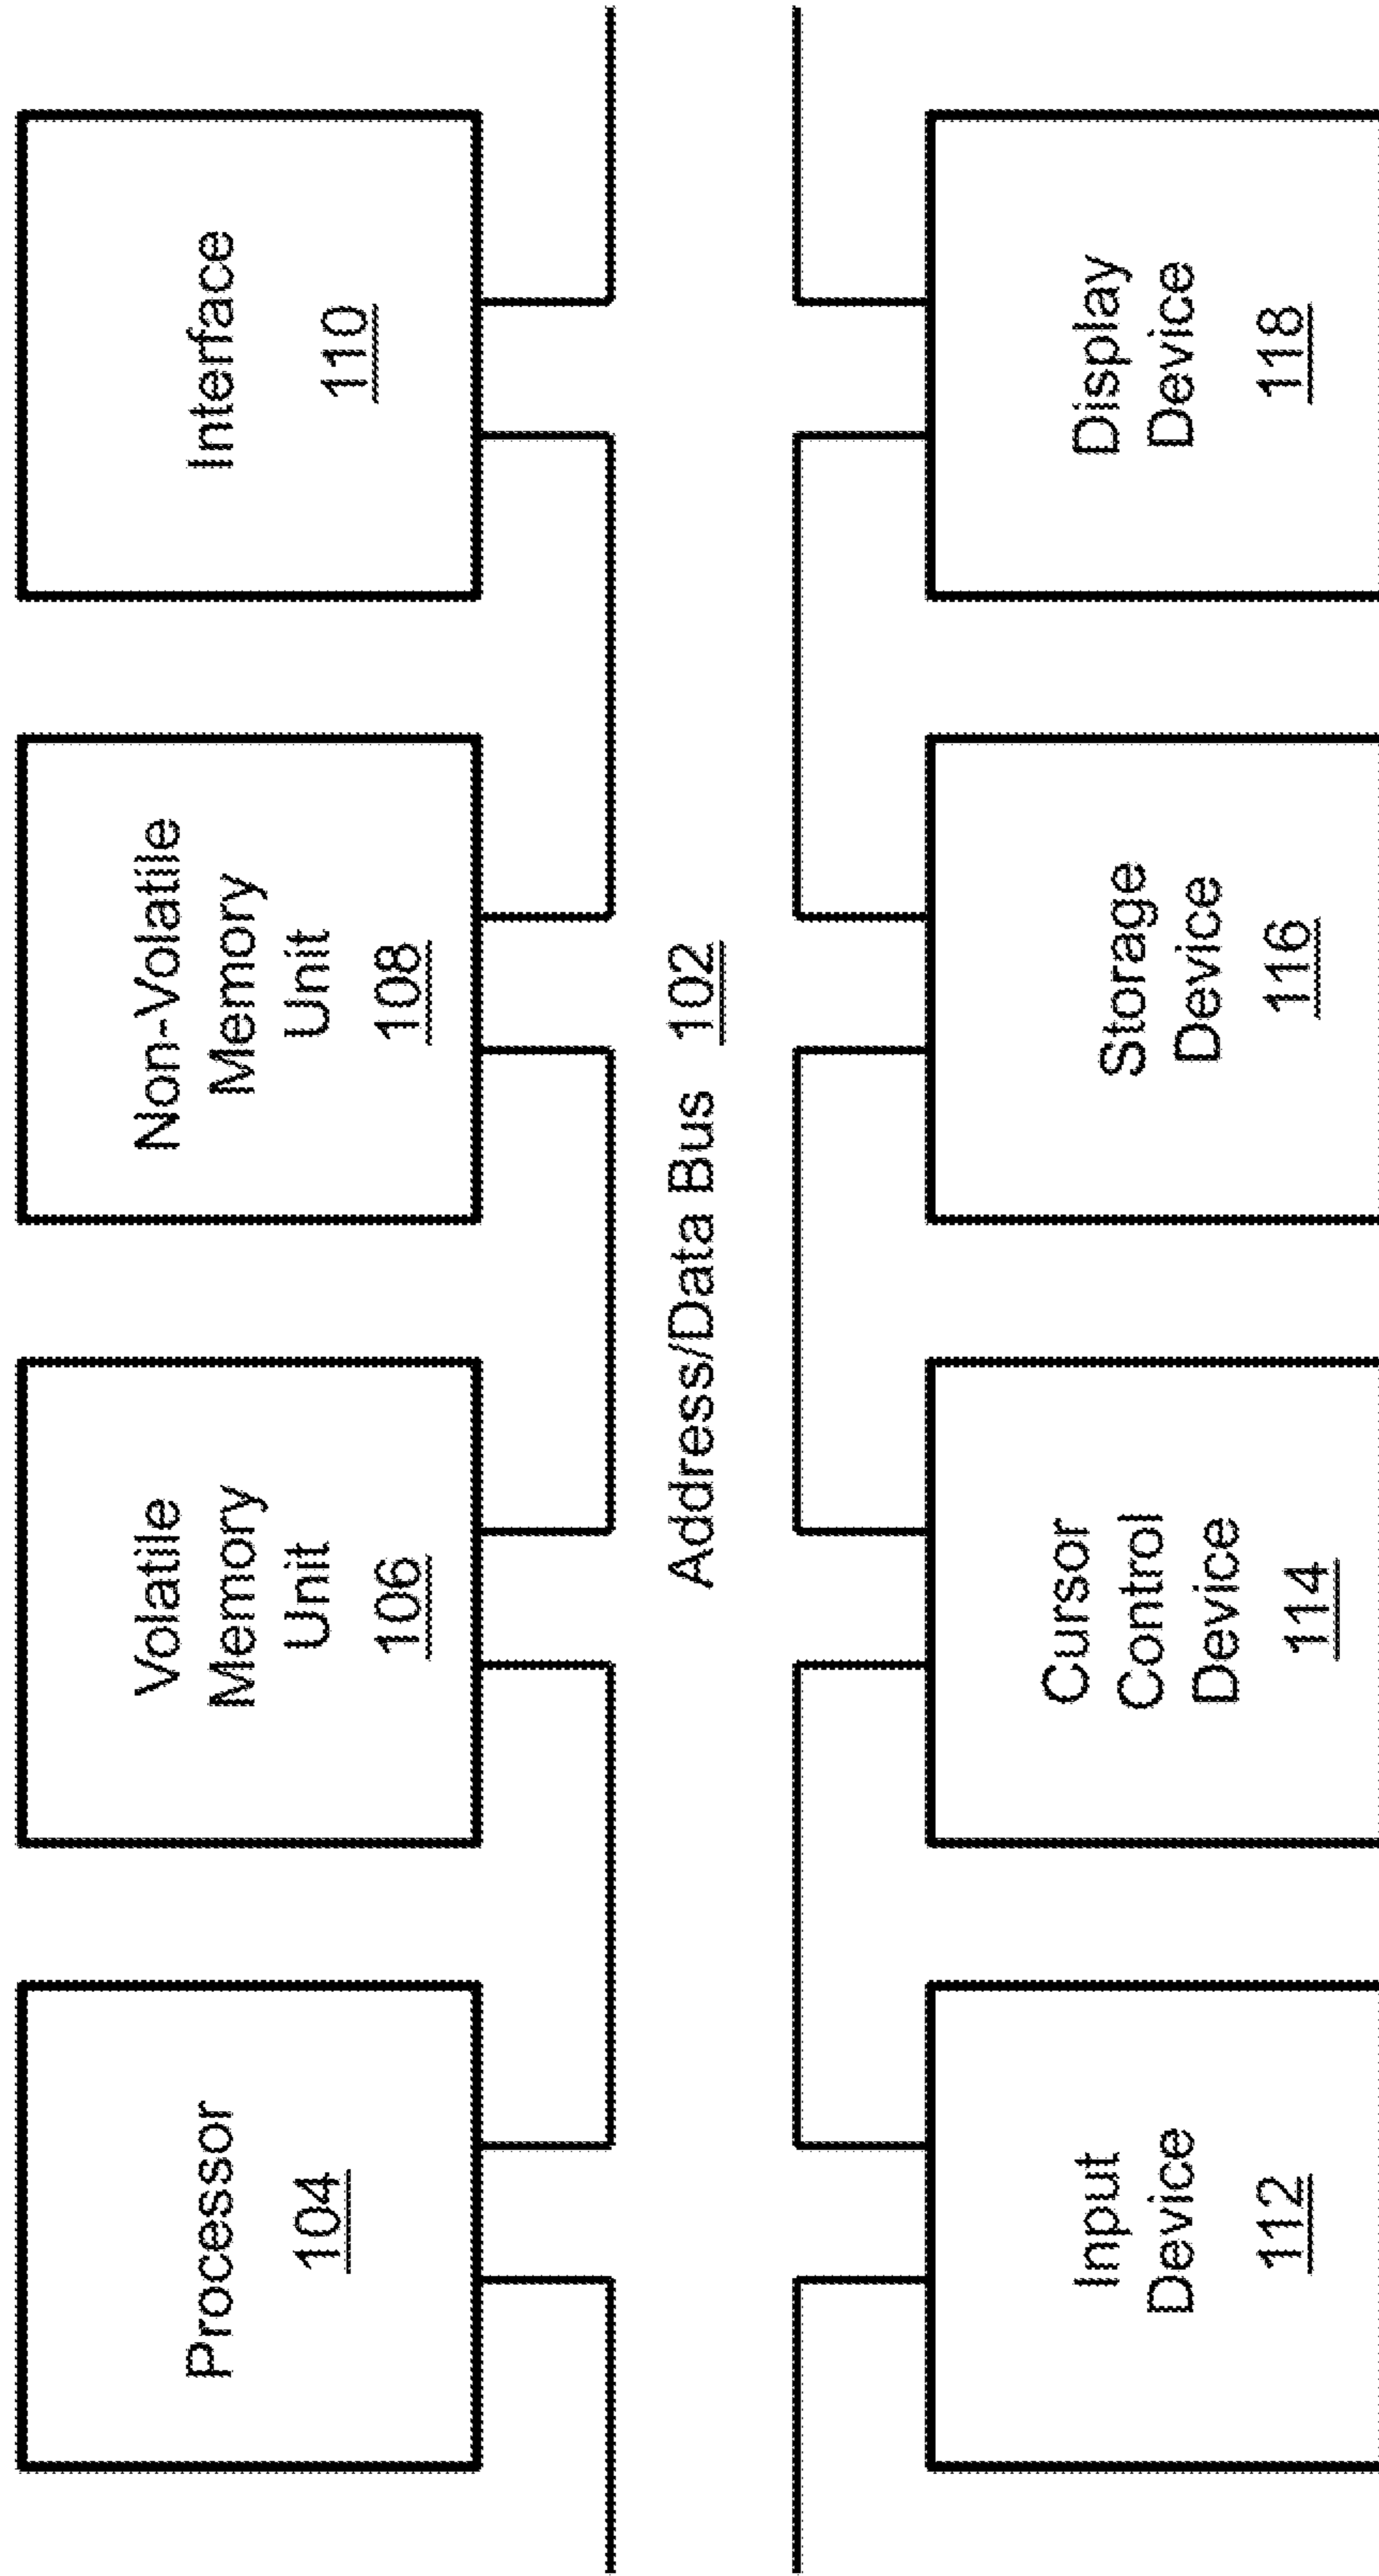 Processor
104
Volatile
Memory
Unit
106
Non-Volatile
Memory
Unit
108
Interface
110
Address/Data Bus 102
Input
Device
112
Cursor
Control
Device
114
Storage
Device
116
Display
Device
118